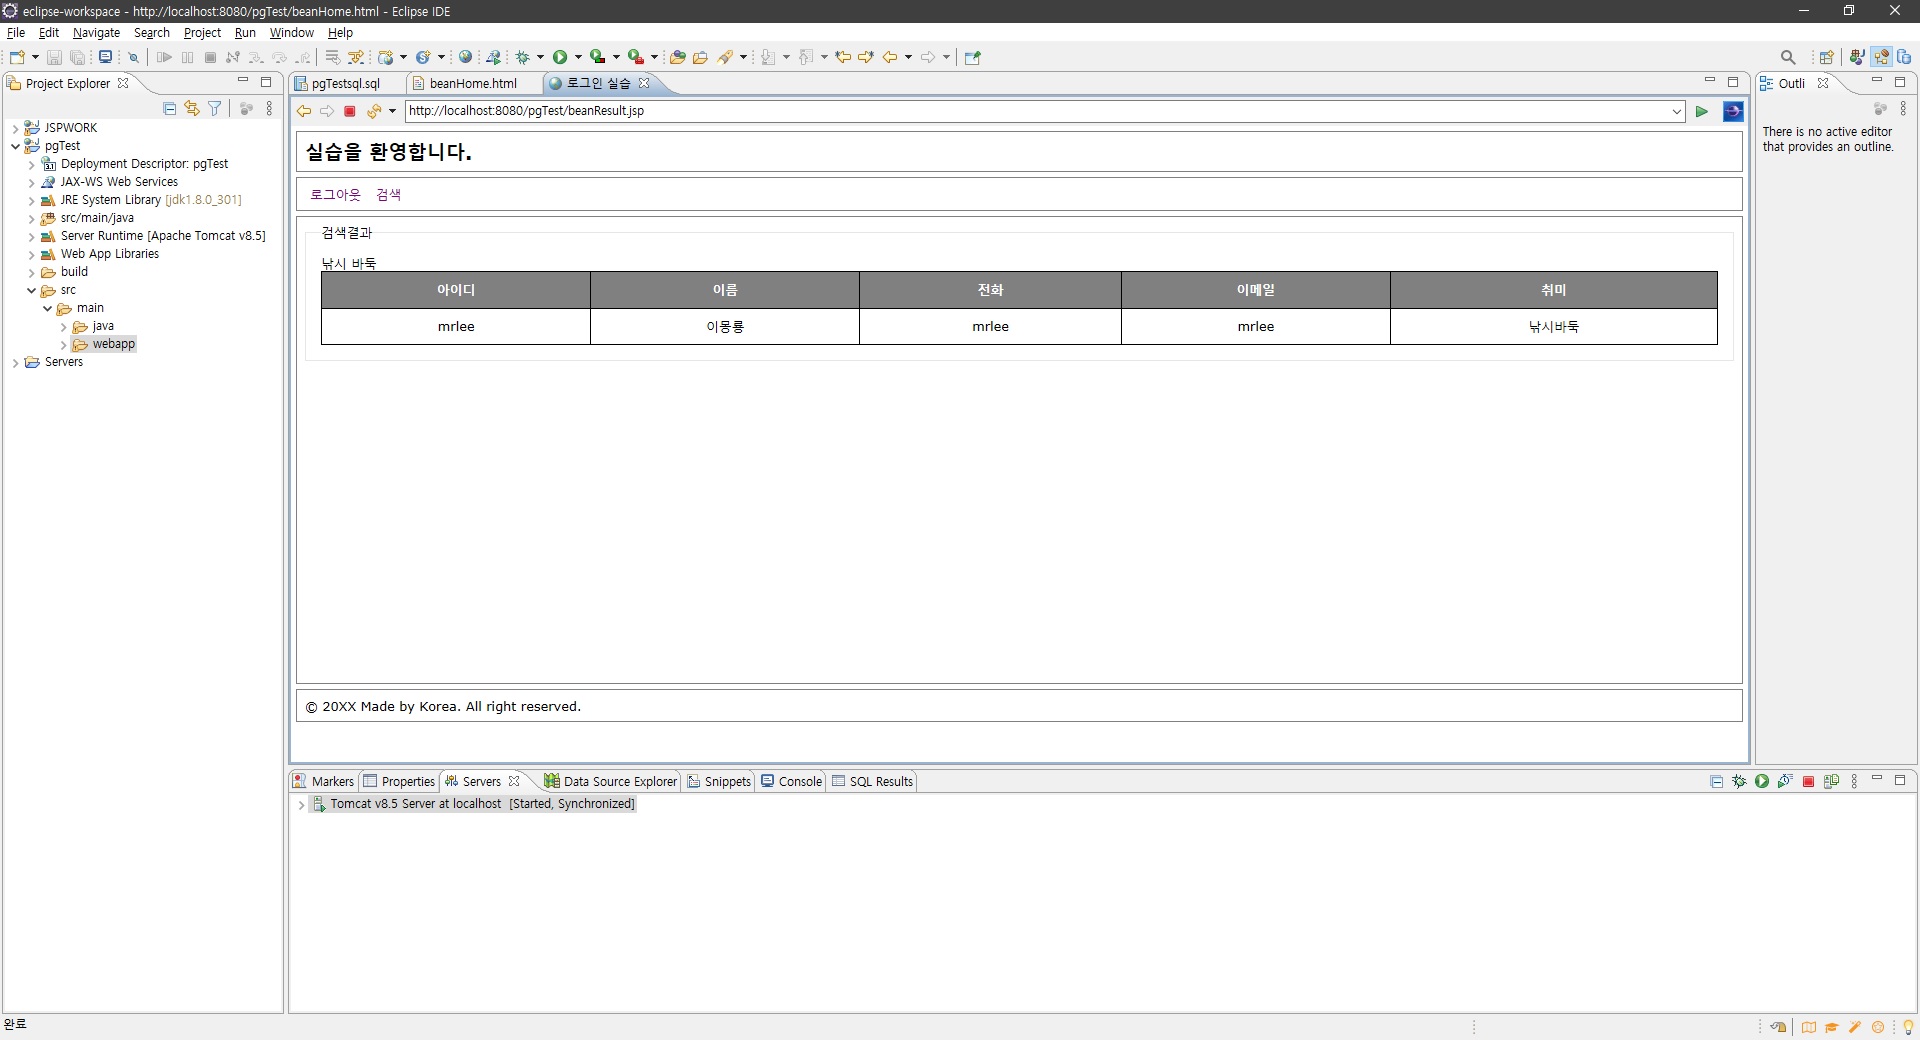 eclipse-workspace - http://localhost:8080/pgTest/beanHome.html - Eclipse IDE
File Edit Navigate Search Project Run Window Help
Project Explorer
JSPWORK
pgTest
Deployment Descriptor: pgTest
JAX-WS Web Services
JRE System Library [jdk1.8.0_301]
src/main/java
Server Runtime [Apache Tomcat v8.5]
Web App Libraries
build
src
main
java
webapp
Servers
pgTestsql.sql beanHome.html 로그인 실습
http://localhost:8080/pgTest/beanResult.jsp
실습을 환영합니다.
로그아웃 검색
검색결과
낚시 바둑
아이디 이름 전화 이메일 취미
mrlee 이몽룡 mrlee mrlee 낚시바둑
© 20XX Made by Korea. All right reserved.
Outli
There is no active editor
that provides an outline.
Markers Properties Servers Data Source Explorer Snippets Console SQL Results
Tomcat v8.5 Server at localhost [Started, Synchronized]
완료